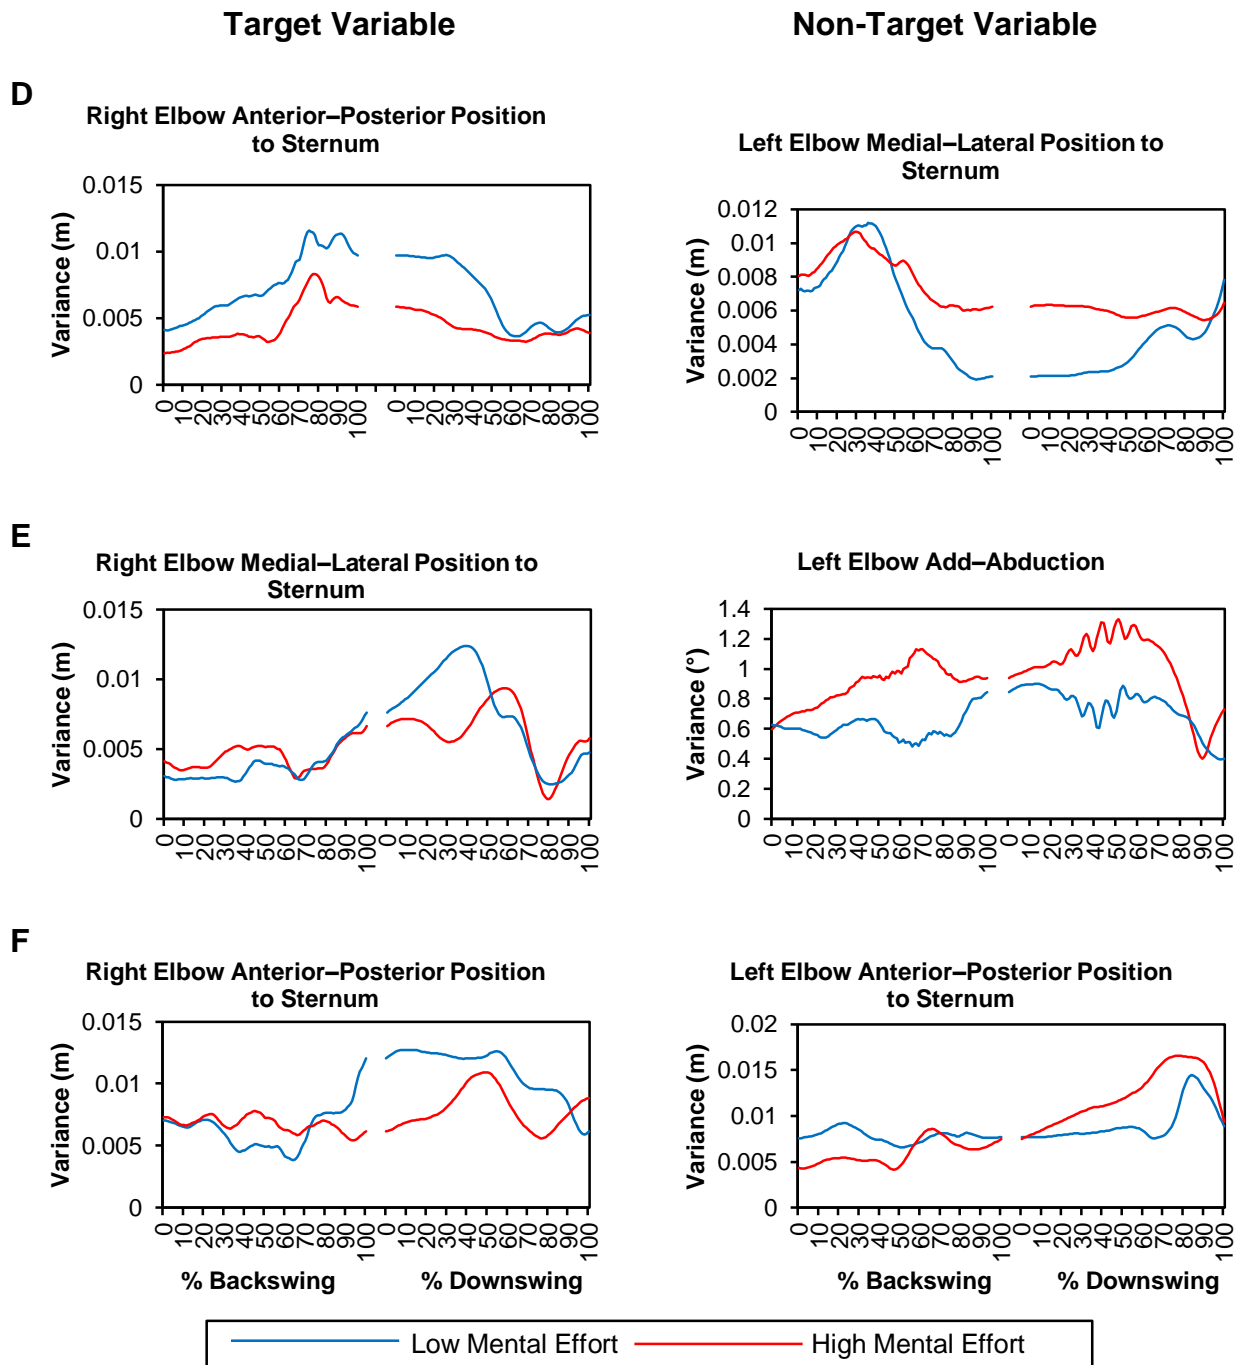 Target Variable
Non-Target Variable
D
Right Elbow Anterior–Posterior Position
to Sternum
Variance (m)
0.015
0.01
0.005
0
0 10 20 30 40 50 60 70 80 90 100 0 10 20 30 40 50 60 70 80 90 100
Left Elbow Medial–Lateral Position to
Sternum
Variance (m)
0.012
0.01
0.008
0.006
0.004
0.002
0
0 10 20 30 40 50 60 70 80 90 100 0 10 20 30 40 50 60 70 80 90 100
E
Right Elbow Medial–Lateral Position to
Sternum
Variance (m)
0.015
0.01
0.005
0
0 10 20 30 40 50 60 70 80 90 100 0 10 20 30 40 50 60 70 80 90 100
Left Elbow Add–Abduction
Variance (°)
1.4
1.2
1
0.8
0.6
0.4
0.2
0
0 10 20 30 40 50 60 70 80 90 100 0 10 20 30 40 50 60 70 80 90 100
F
Right Elbow Anterior–Posterior Position
to Sternum
Variance (m)
0.015
0.01
0.005
0
0 10 20 30 40 50 60 70 80 90 100 0 10 20 30 40 50 60 70 80 90 100
% Backswing % Downswing
Left Elbow Anterior–Posterior Position
to Sternum
Variance (m)
0.02
0.015
0.01
0.005
0
0 10 20 30 40 50 60 70 80 90 100 0 10 20 30 40 50 60 70 80 90 100
% Backswing % Downswing
Low Mental Effort High Mental Effort